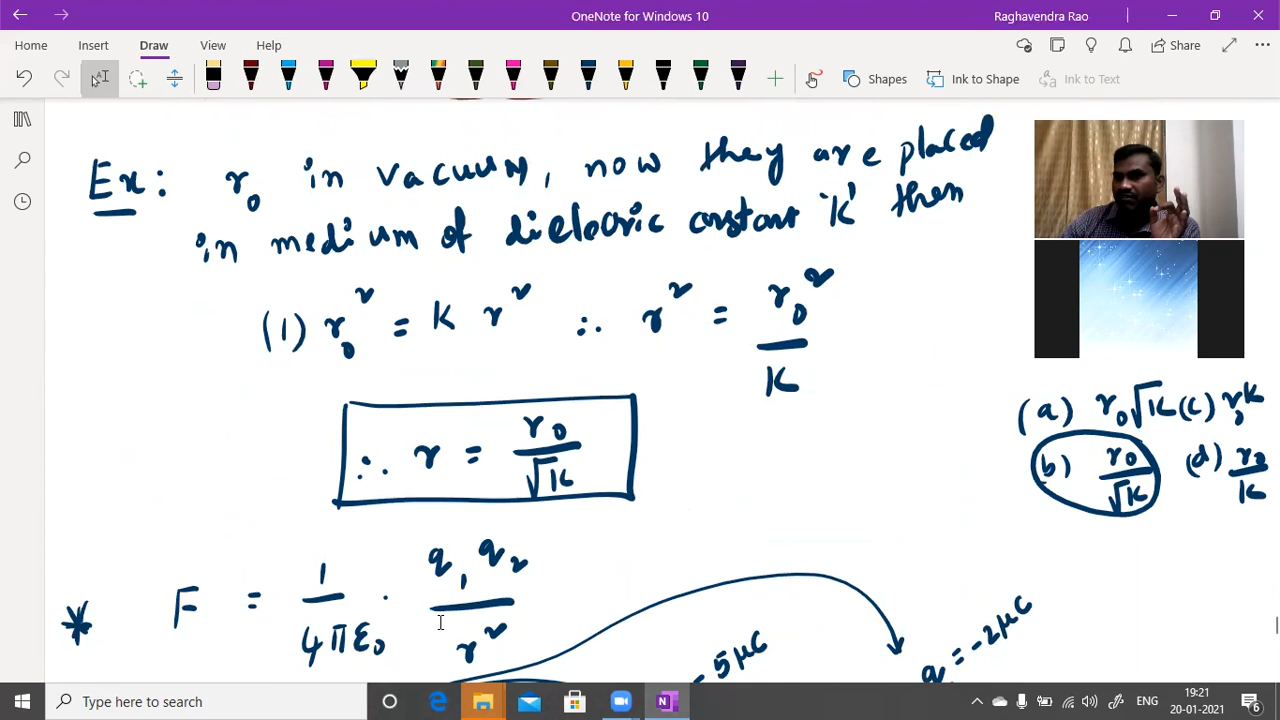 OneNote for Windows 10
Raghavendra Rao
Home Insert Draw View Help
Share
Shapes
Ink to Shape
Ink to Text
Ex: r₀ in vacuum, now they are placed
in medium of dielectric constant 'K' then
(1) r₀² = K r² ∴ r² = r₀²/K
∴ r = r₀/√K
(a) r₀√K (c) r₀K
(b) r₀/√K (d) r₀/K
* F = 1/4πε₀ · q₁q₂/r²
- 5μC
q = -2μC
Type here to search
ENG
19:21
20-01-2021
6